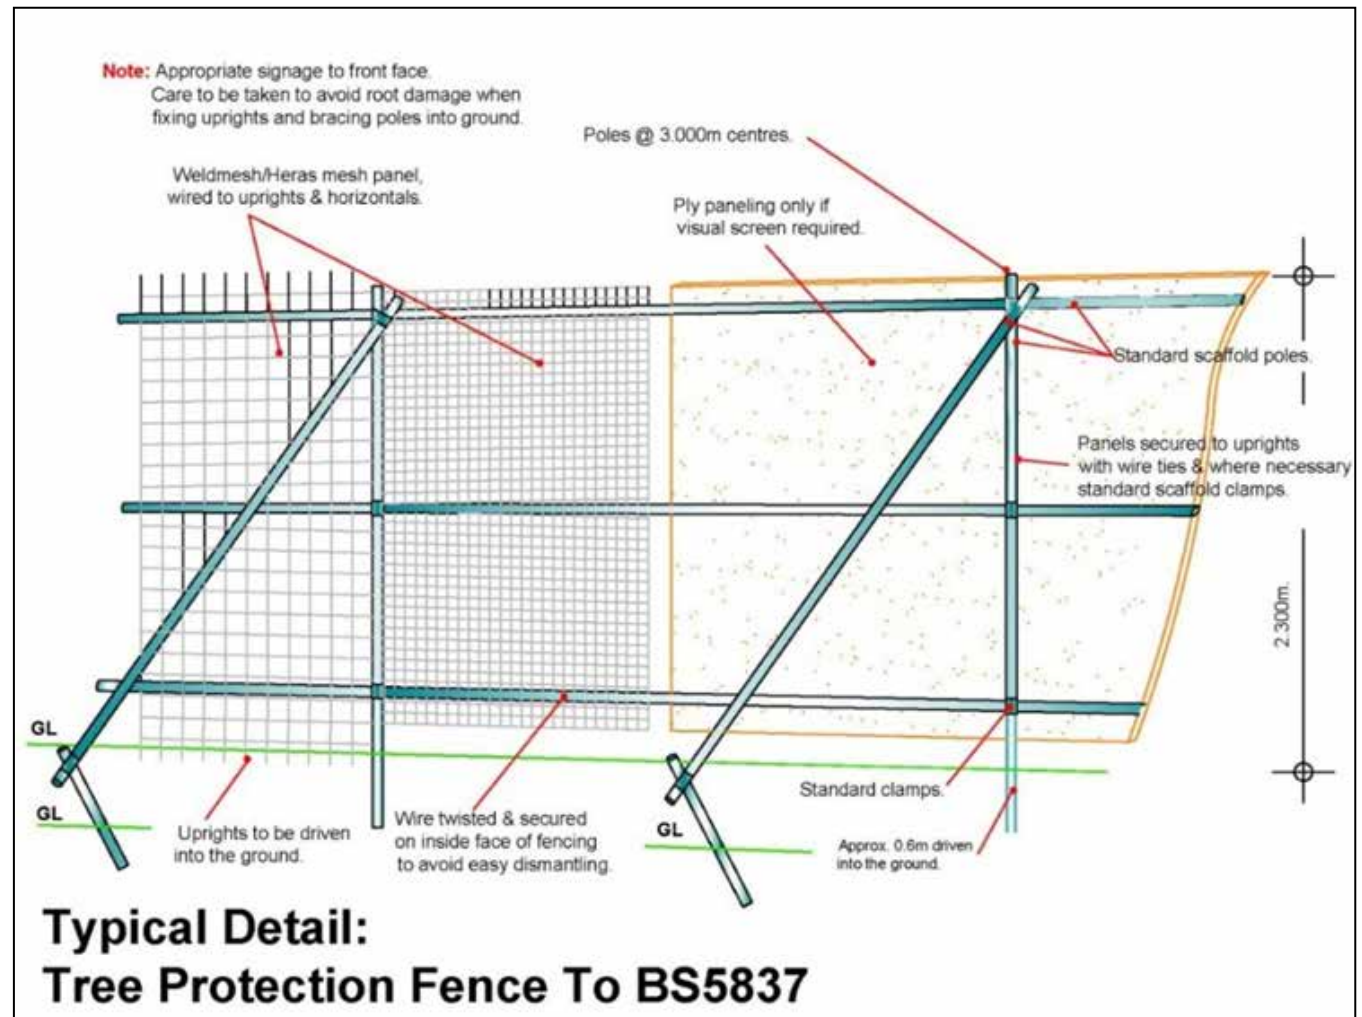 Note: Appropriate signage to front face.
Care to be taken to avoid root damage when
fixing uprights and bracing poles into ground.
Poles @ 3.000m centres.
Weldmesh/Heras mesh panel,
wired to uprights & horizontals.
Ply paneling only if
visual screen required.
Standard scaffold poles.
Panels secured to uprights
with wire ties & where necessary
standard scaffold clamps.
2.300m.
GL
GL
Uprights to be driven
into the ground.
Wire twisted & secured
on inside face of fencing
to avoid easy dismantling.
Standard clamps.
GL
Approx. 0.6m driven
into the ground.
Typical Detail:
Tree Protection Fence To BS5837